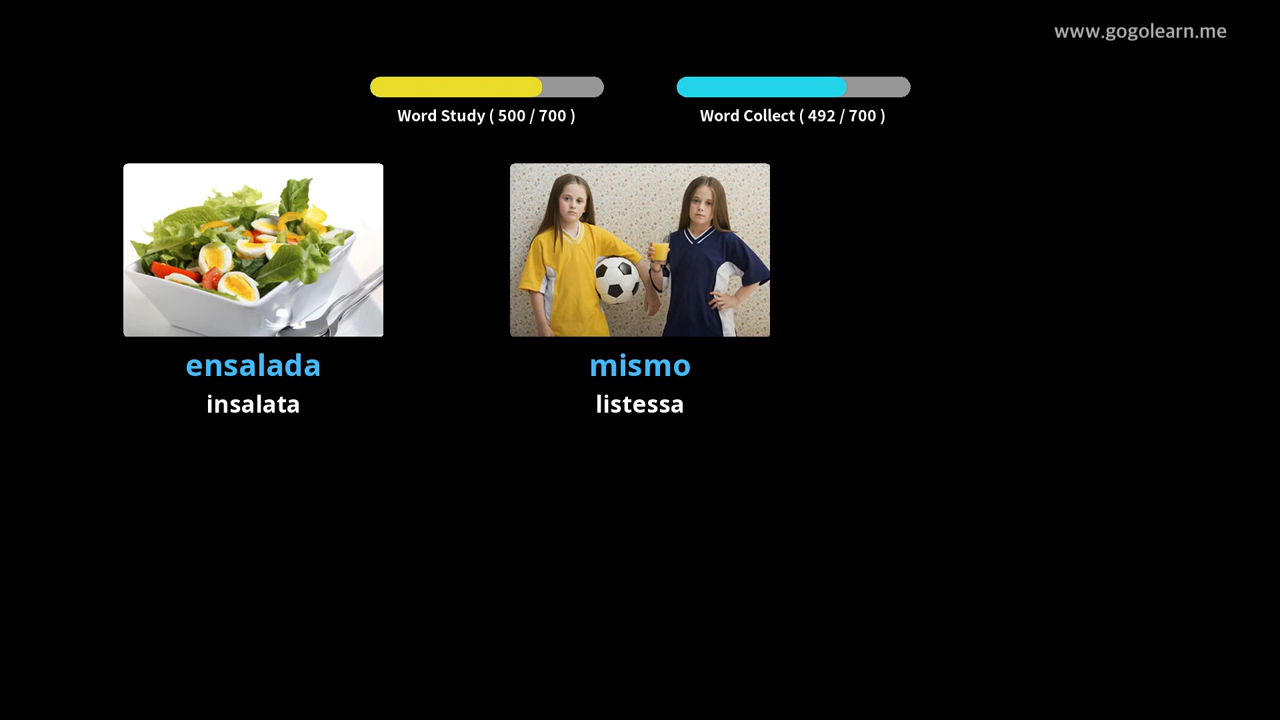 www.gogolearn.me
Word Study ( 500 / 700 )
Word Collect ( 492 / 700 )
ensalada
insalata
mismo
listessa